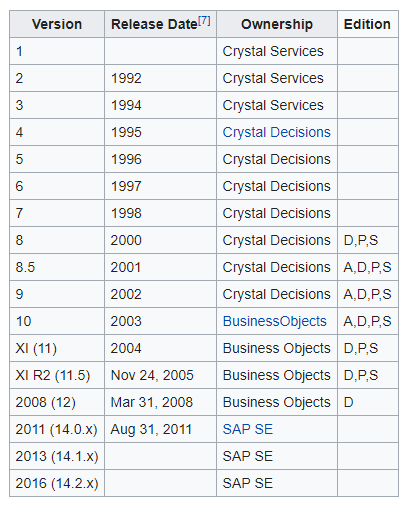 Version Release Date[7] Ownership Edition
1 Crystal Services
2 1992 Crystal Services
3 1994 Crystal Services
4 1995 Crystal Decisions
5 1996 Crystal Decisions
6 1997 Crystal Decisions
7 1998 Crystal Decisions
8 2000 Crystal Decisions D,P,S
8.5 2001 Crystal Decisions A,D,P,S
9 2002 Crystal Decisions A,D,P,S
10 2003 BusinessObjects A,D,P,S
XI (11) 2004 Business Objects D,P,S
XI R2 (11.5) Nov 24, 2005 Business Objects D,P,S
2008 (12) Mar 31, 2008 Business Objects D
2011 (14.0.x) Aug 31, 2011 SAP SE
2013 (14.1.x) SAP SE
2016 (14.2.x) SAP SE